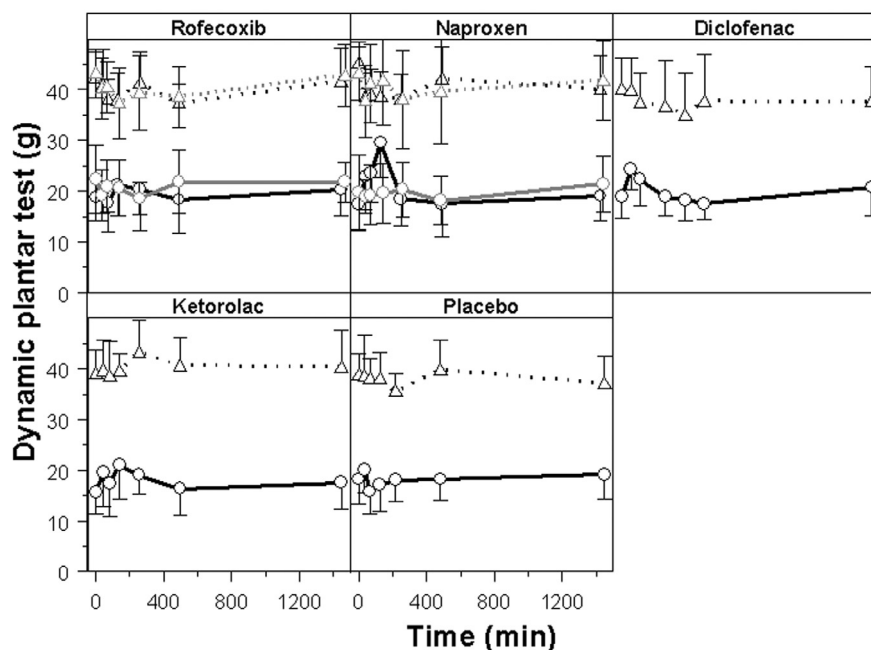 Rofecoxib Naproxen Diclofenac
40
30
20
10
0
Ketorolac Placebo
40
30
20
10
0
0 400 800 1200 0 400 800 1200
Time (min)
Dynamic plantar test (g)